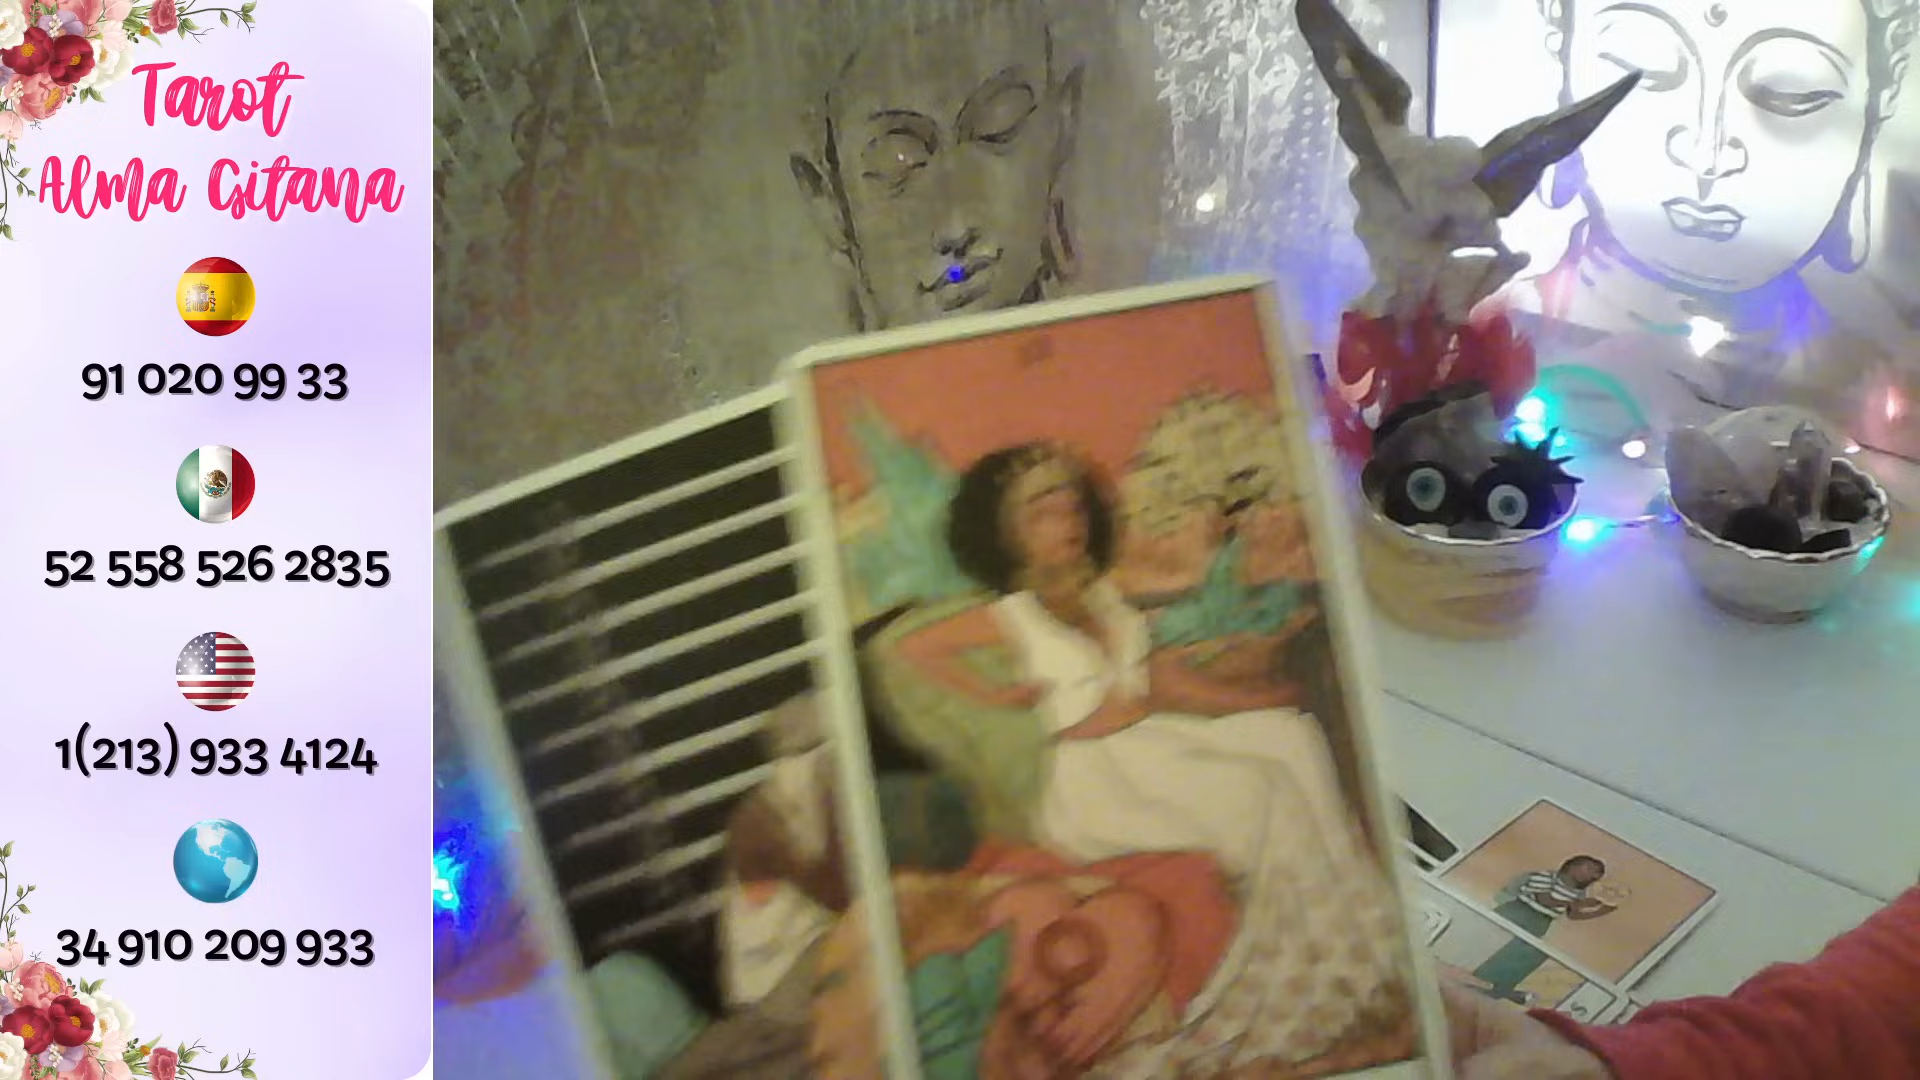 Tarot
Alma Gitana
91 020 99 33
52 558 526 2835
1(213) 933 4124
34 910 209 933